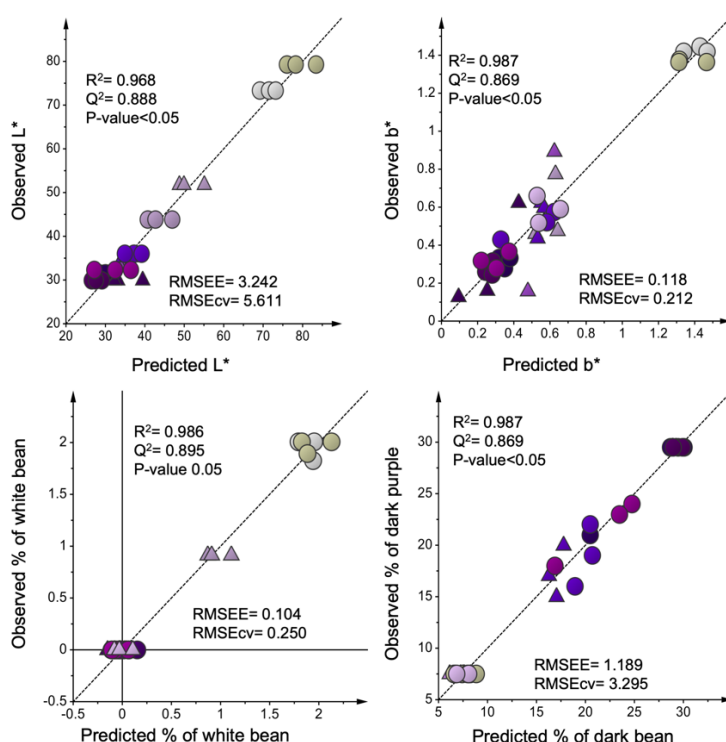 80
70
60
50
40
30
20
20
30
40
50
60
70
80
Observed L*
Predicted L*
R²= 0.968
Q²= 0.888
P-value<0.05
RMSEE= 3.242
RMSEcv= 5.611
1.4
1.2
1
0.8
0.6
0.4
0.2
0
0
0.2
0.4
0.6
0.8
1
1.2
1.4
Observed b*
Predicted b*
R²= 0.987
Q²= 0.869
P-value<0.05
RMSEE= 0.118
RMSEcv= 0.212
2
1.5
1
0.5
0
-0.5
-0.5
0
0.5
1
1.5
2
Observed % of white bean
Predicted % of white bean
R²= 0.986
Q²= 0.895
P-value 0.05
RMSEE= 0.104
RMSEcv= 0.250
30
25
20
15
10
5
5
10
15
20
25
30
Observed % of dark purple
Predicted % of dark bean
R²= 0.987
Q²= 0.869
P-value<0.05
RMSEE= 1.189
RMSEcv= 3.295